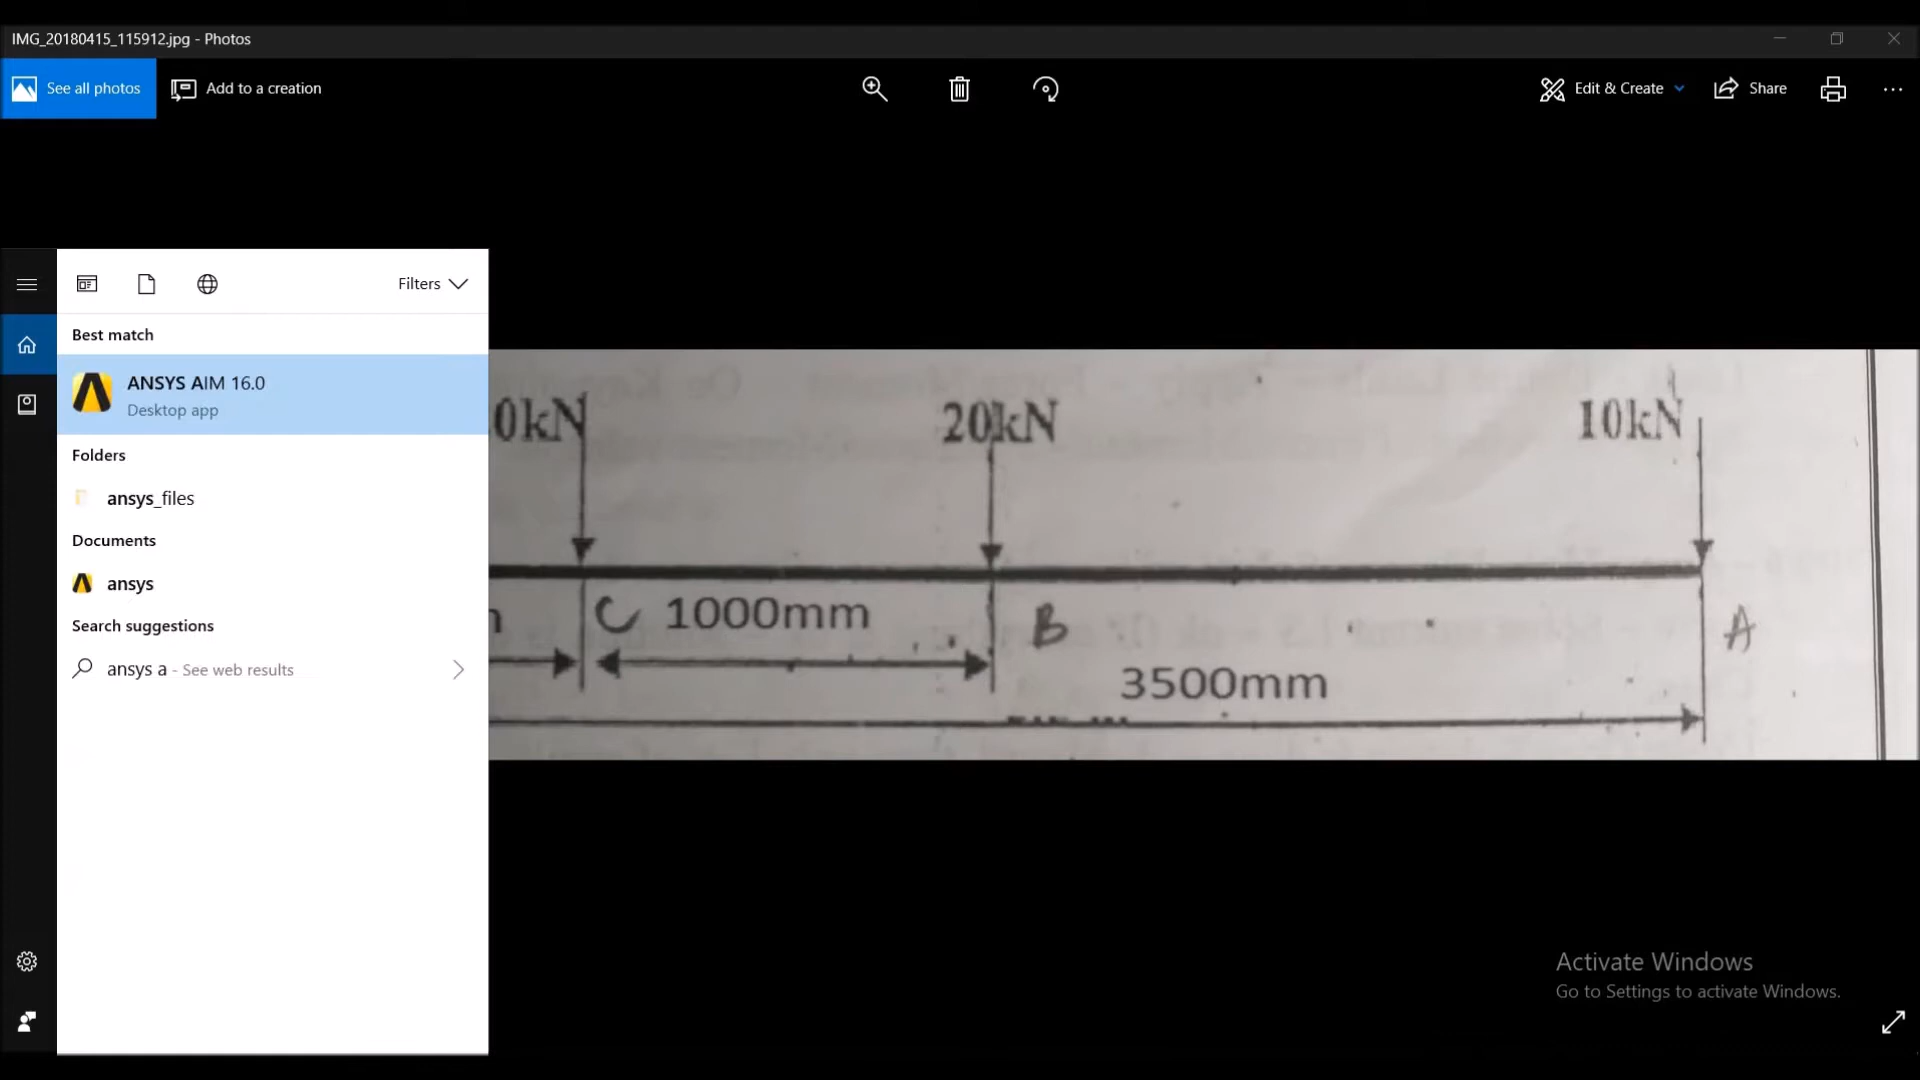 IMG_20180415_115912.jpg - Photos
See all photos
Add to a creation
Edit & Create
Share
Filters
Best match
ANSYS AIM 16.0
Desktop app
Folders
ansys_files
Documents
ansys
Search suggestions
ansys a - See web results
0kN
20kN
10kN
C 1000mm
B
A
3500mm
Activate Windows
Go to Settings to activate Windows.